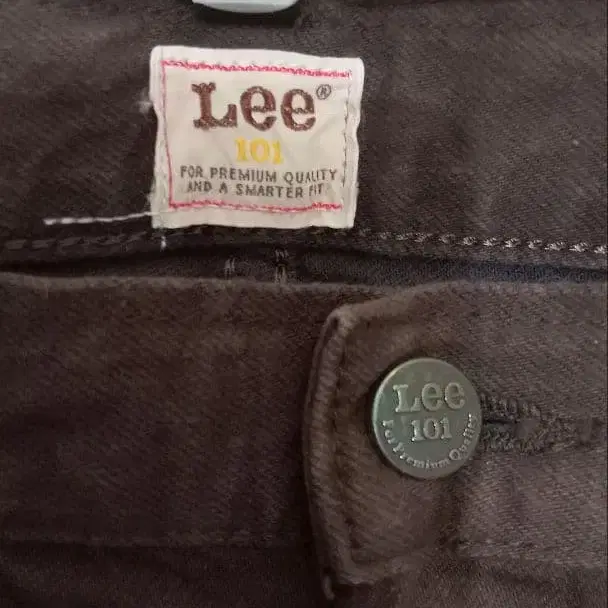 Lee®
101
FOR PREMIUM QUALITY
AND A SMARTER FIT
Lee
101
For Premium Quality